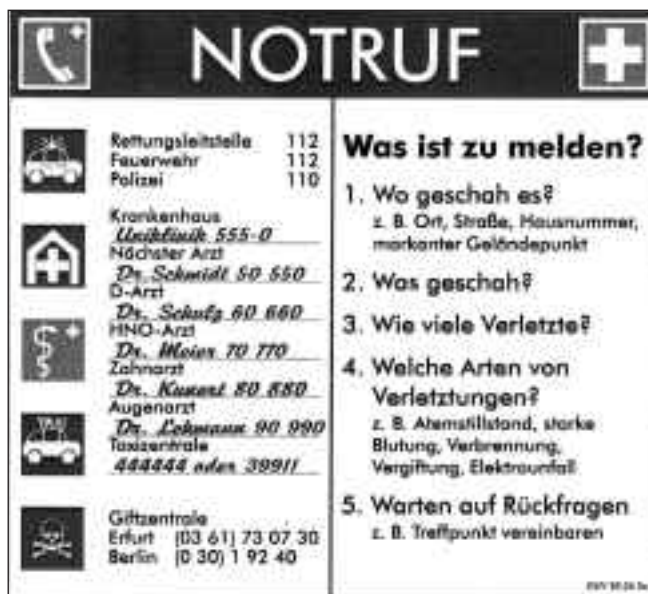 NOTRUF
Rettungsleitstelle 112
Feuerwehr 112
Polizei 110
Krankenhaus
Uniklinik 555-0
Nächster Arzt
Dr. Schmidt 50 550
D-Arzt
Dr. Schulz 60 660
HNO-Arzt
Dr. Meier 70 770
Zahnarzt
Dr. Kunert 80 880
Augenarzt
Dr. Lehmann 90 990
Taxizentrale
444444 oder 39911
TAXI
Giftzentrale
Erfurt (03 61) 73 07 30
Berlin (0 30) 1 92 40
Was ist zu melden?
1. Wo geschah es?
z. B. Ort, Straße, Hausnummer,
markanter Geländepunkt
2. Was geschah?
3. Wie viele Verletzte?
4. Welche Arten von
Verletztungen?
z. B. Atemstillstand, starke
Blutung, Verbrennung,
Vergiftung, Elektrounfall
5. Warten auf Rückfragen
z. B. Treffpunkt vereinbaren